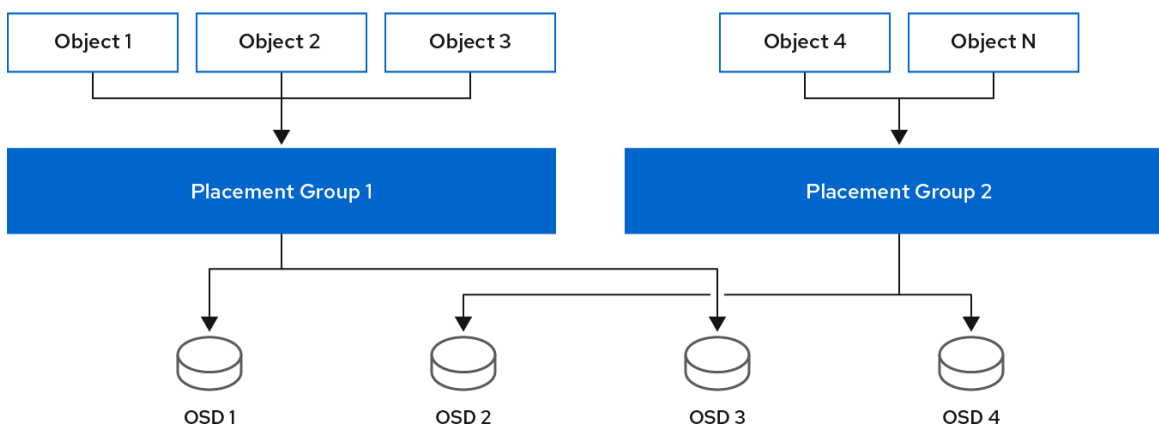 Object 1
Object 2
Object 3
Object 4
Object N
Placement Group 1
Placement Group 2
OSD 1
OSD 2
OSD 3
OSD 4